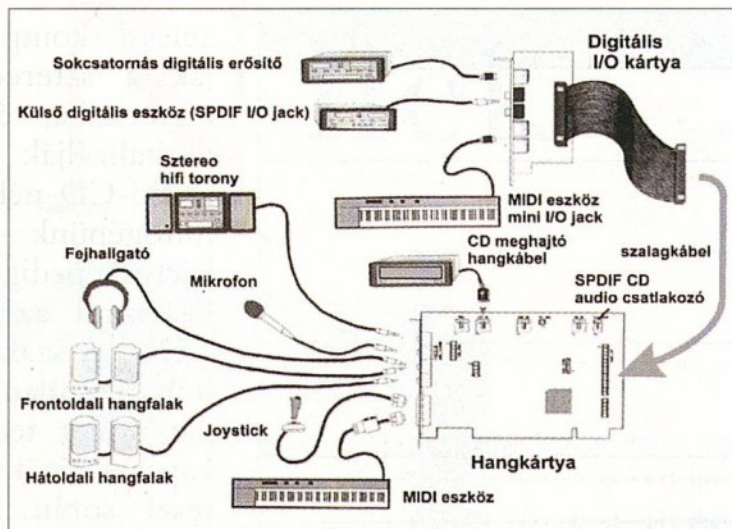 Sokcsatornás digitális erősítő
Digitális
I/O kártya
Külső digitális eszköz (SPDIF I/O jack)
Sztereo
hifi torony
MIDI eszköz
mini I/O jack
Fejhallgató
CD meghajtó
hangkábel
szalagkábel
Mikrofon
SPDIF CD
audio csatlakozó
Frontoldali hangfalak
Joystick
Hangkártya
Hátoldali hangfalak
MIDI eszköz